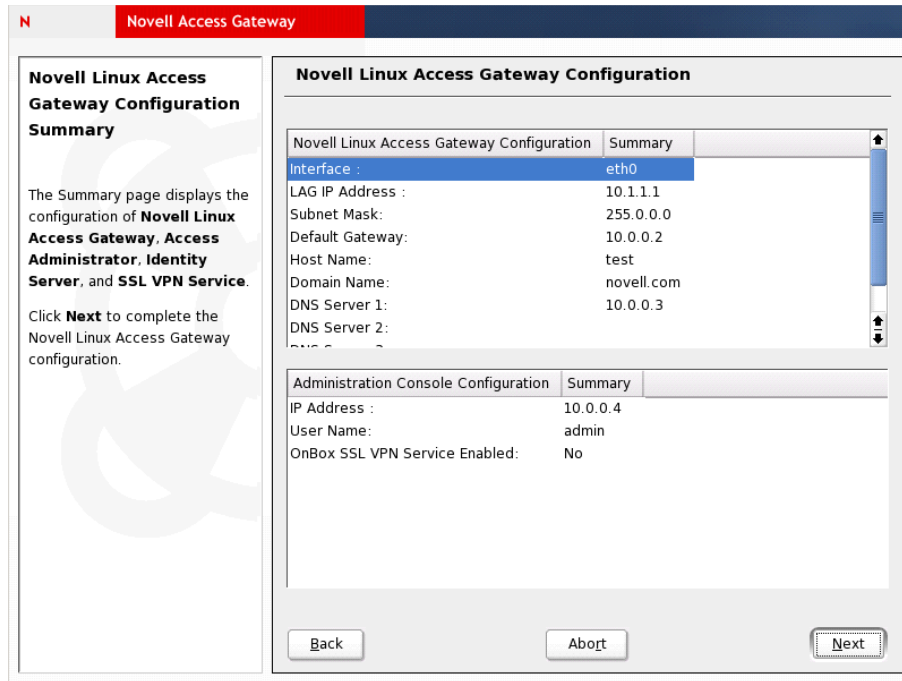 N Novell Access Gateway
Novell Linux Access
Gateway Configuration
Summary
The Summary page displays the
configuration of Novell Linux
Access Gateway, Access
Administrator, Identity
Server, and SSL VPN Service.
Click Next to complete the
Novell Linux Access Gateway
configuration.
Novell Linux Access Gateway Configuration
Novell Linux Access Gateway Configuration Summary
Interface : eth0
LAG IP Address : 10.1.1.1
Subnet Mask: 255.0.0.0
Default Gateway: 10.0.0.2
Host Name: test
Domain Name: novell.com
DNS Server 1: 10.0.0.3
DNS Server 2:
Administration Console Configuration Summary
IP Address : 10.0.0.4
User Name: admin
OnBox SSL VPN Service Enabled: No
Back Abort Next